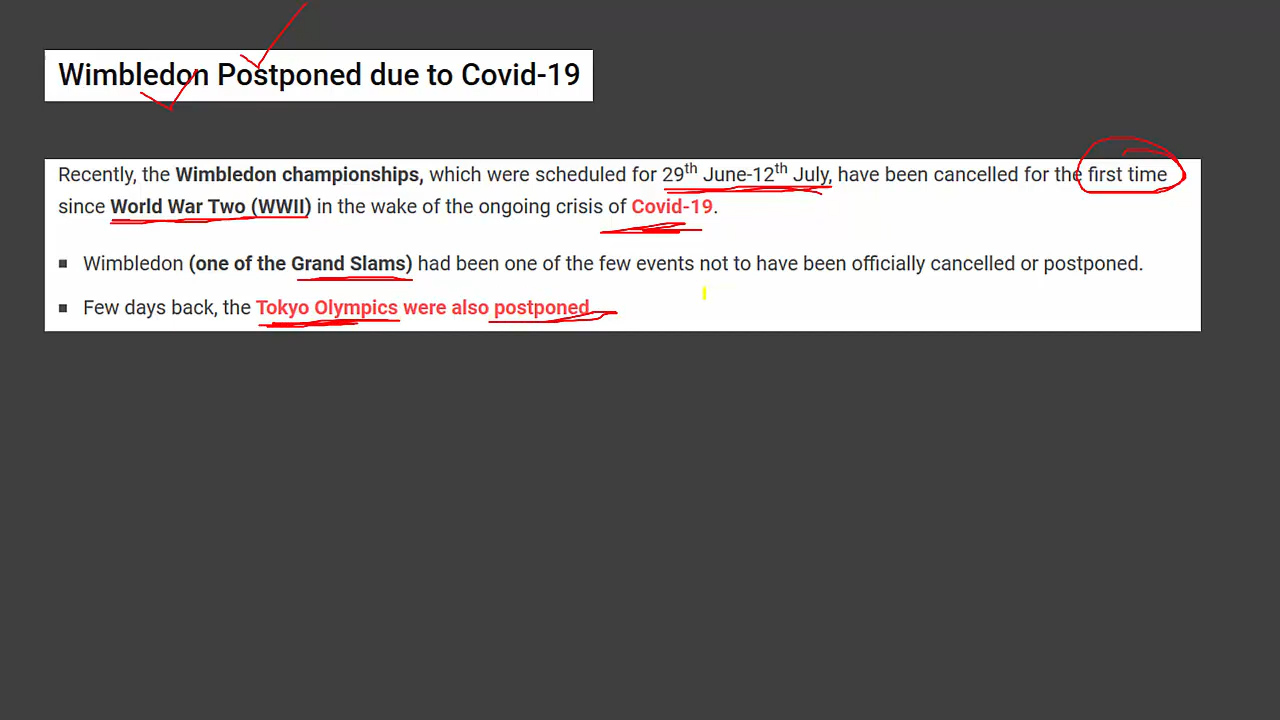 Wimbledon Postponed due to Covid-19
Recently, the Wimbledon championships, which were scheduled for 29th June-12th July, have been cancelled for the first time
since World War Two (WWII) in the wake of the ongoing crisis of Covid-19.
▪ Wimbledon (one of the Grand Slams) had been one of the few events not to have been officially cancelled or postponed.
▪ Few days back, the Tokyo Olympics were also postponed